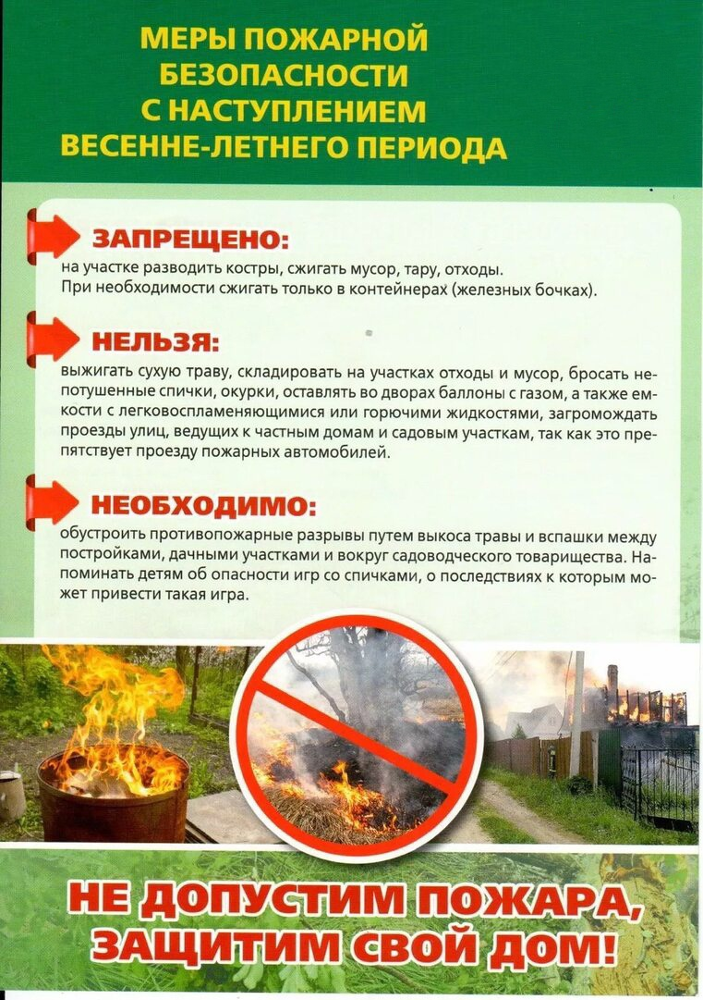 МЕРЫ ПОЖАРНОЙ
БЕЗОПАСНОСТИ
С НАСТУПЛЕНИЕМ
ВЕСЕННЕ-ЛЕТНЕГО ПЕРИОДА
ЗАПРЕЩЕНО:
на участке разводить костры, сжигать мусор, тару, отходы.
При необходимости сжигать только в контейнерах (железных бочках).
НЕЛЬЗЯ:
выжигать сухую траву, складировать на участках отходы и мусор, бросать не-
потушенные спички, окурки, оставлять во дворах баллоны с газом, а также ем-
кости с легковоспламеняющимися или горючими жидкостями, загромождать
проезды улиц, ведущих к частным домам и садовым участкам, так как это пре-
пятствует проезду пожарных автомобилей.
НЕОБХОДИМО:
обустроить противопожарные разрывы путем выкоса травы и вспашки между
постройками, дачными участками и вокруг садоводческого товарищества. На-
поминать детям об опасности игр со спичками, о последствиях к которым мо-
жет привести такая игра.
НЕ ДОПУСТИМ ПОЖАРА,
ЗАЩИТИМ СВОЙ ДОМ!